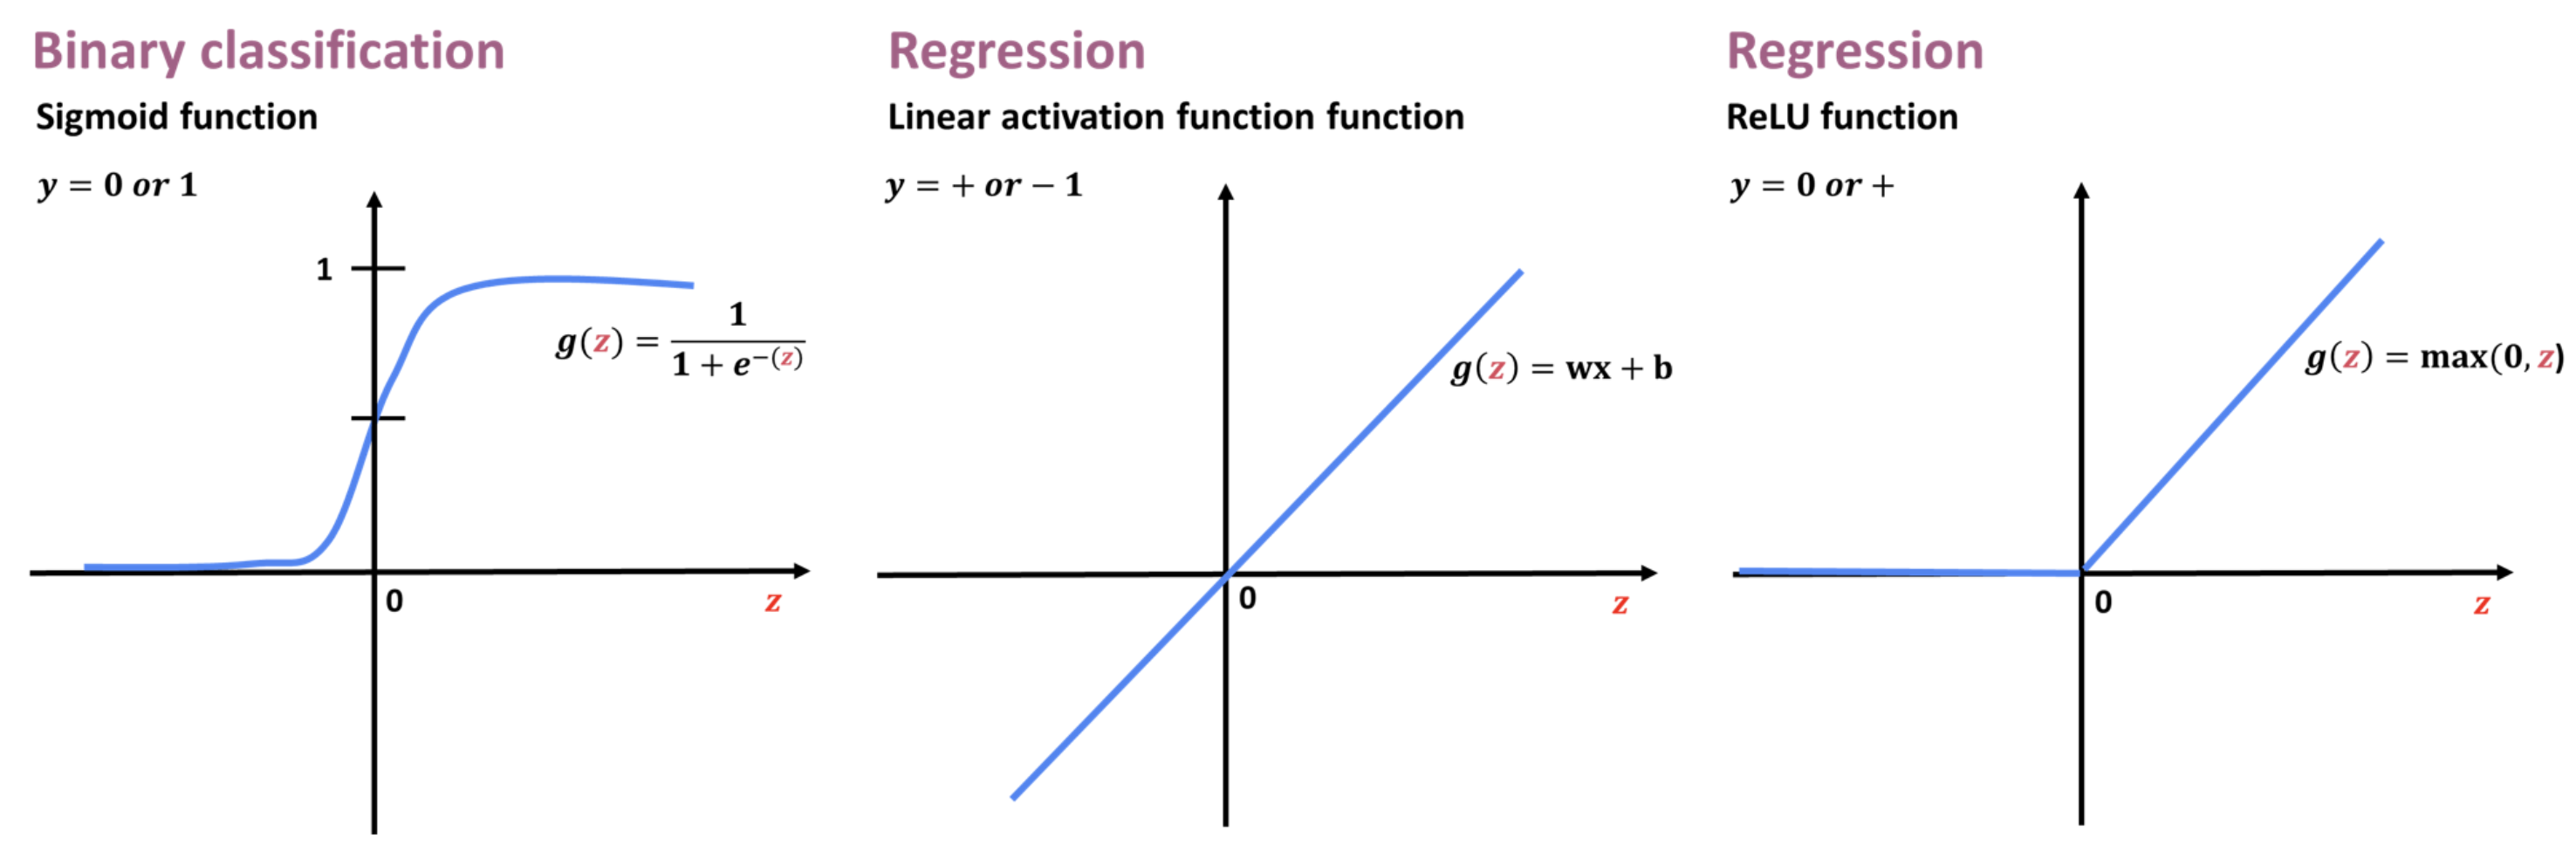 Binary classification
Sigmoid function
y = 0 or 1
1
g(z) = 1 / (1 + e^−(z))
0
z
Regression
Linear activation function function
y = + or − 1
g(z) = wx + b
0
z
Regression
ReLU function
y = 0 or +
g(z) = max(0, z)
0
z